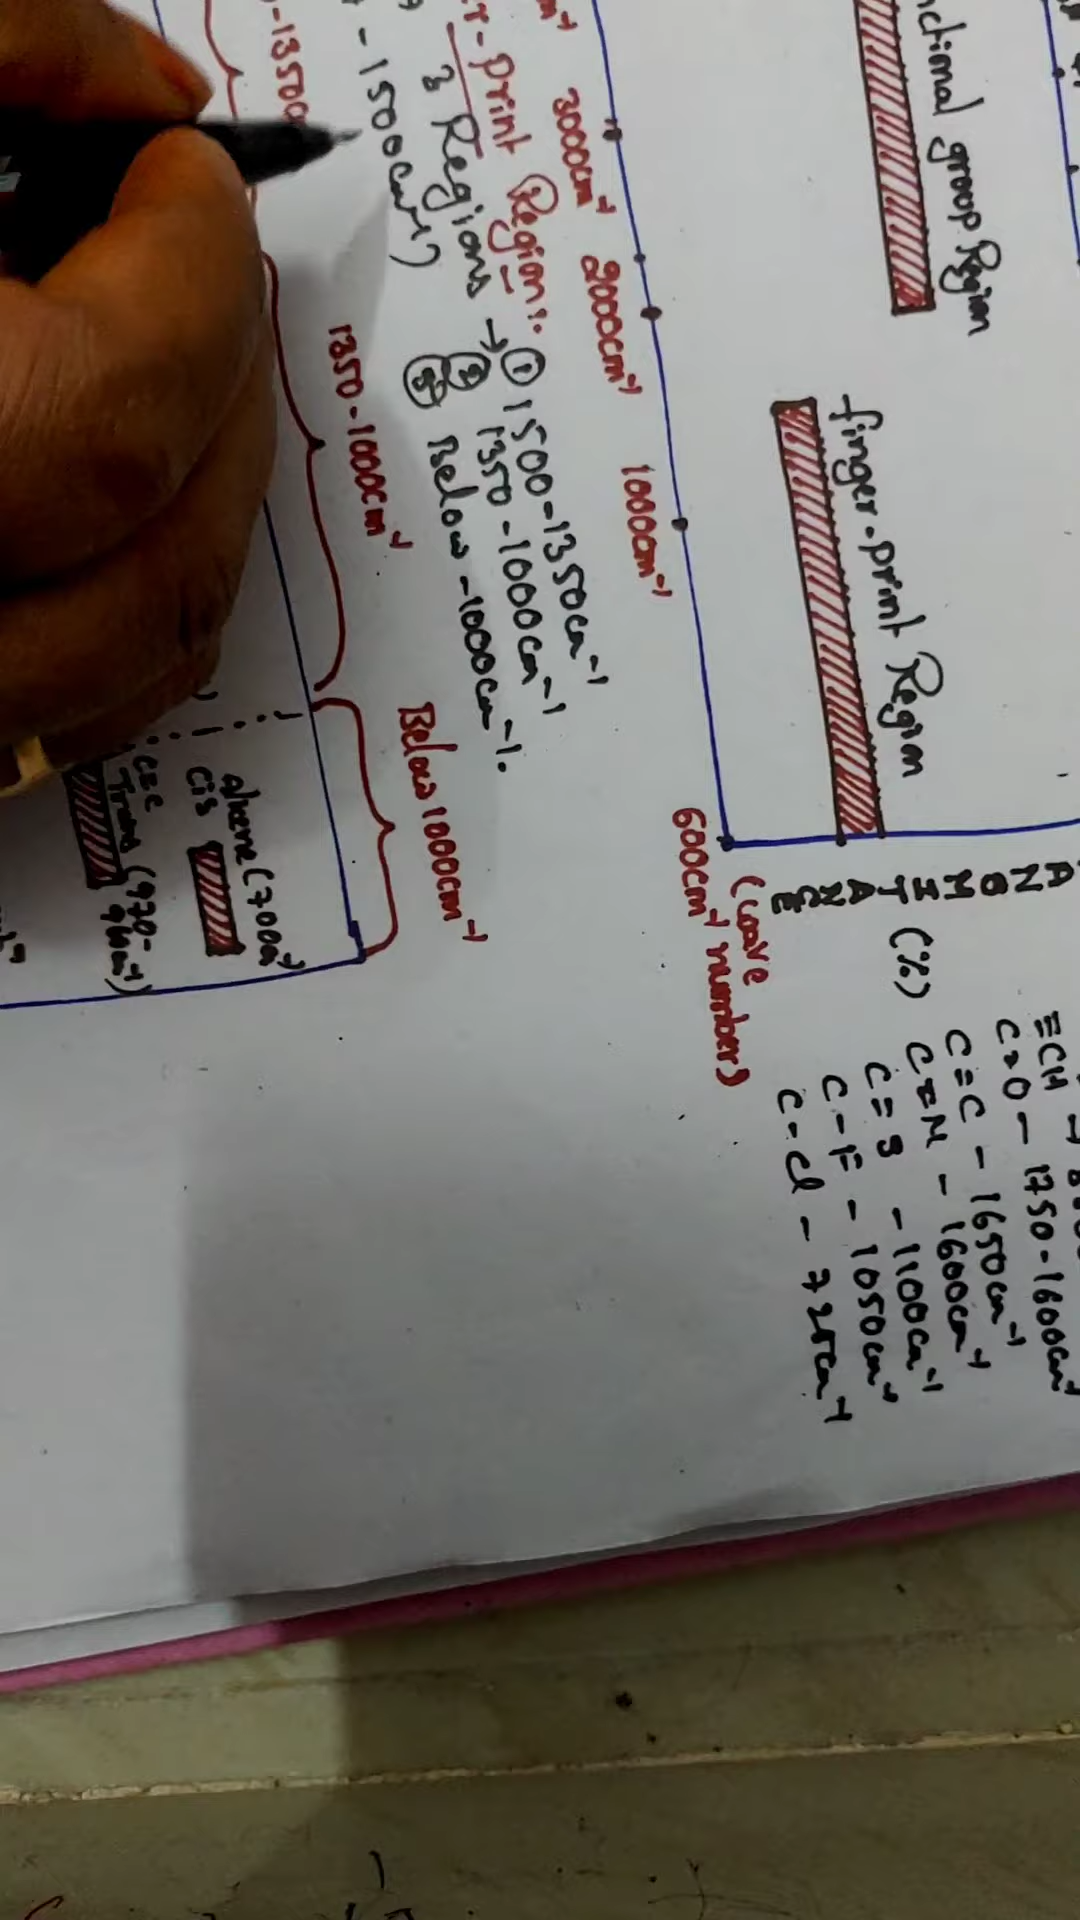 ctional group Region
finger-print Region
ANOMITANCE
(%)
3000cm⁻¹ 2000cm⁻¹ 1000cm⁻¹ 600cm⁻¹
(wave number)
≡CH
C=O - 1750-1600cm⁻¹
C=C - 1650cm⁻¹
C=N - 1600cm⁻¹
C=S - 1100cm⁻¹
C-F - 1050cm⁻¹
C-Cl - 725cm⁻¹
r-print Region:-
3 Regions → ① 1500-1350cm⁻¹
② 1350-1000cm⁻¹
③ Below -1000cm⁻¹.
- 1500cm⁻¹)
1350-1000cm⁻¹
Below 1000cm⁻¹
alkene (700cm⁻¹)
cis
C=C
Trans (970-
960cm⁻¹)